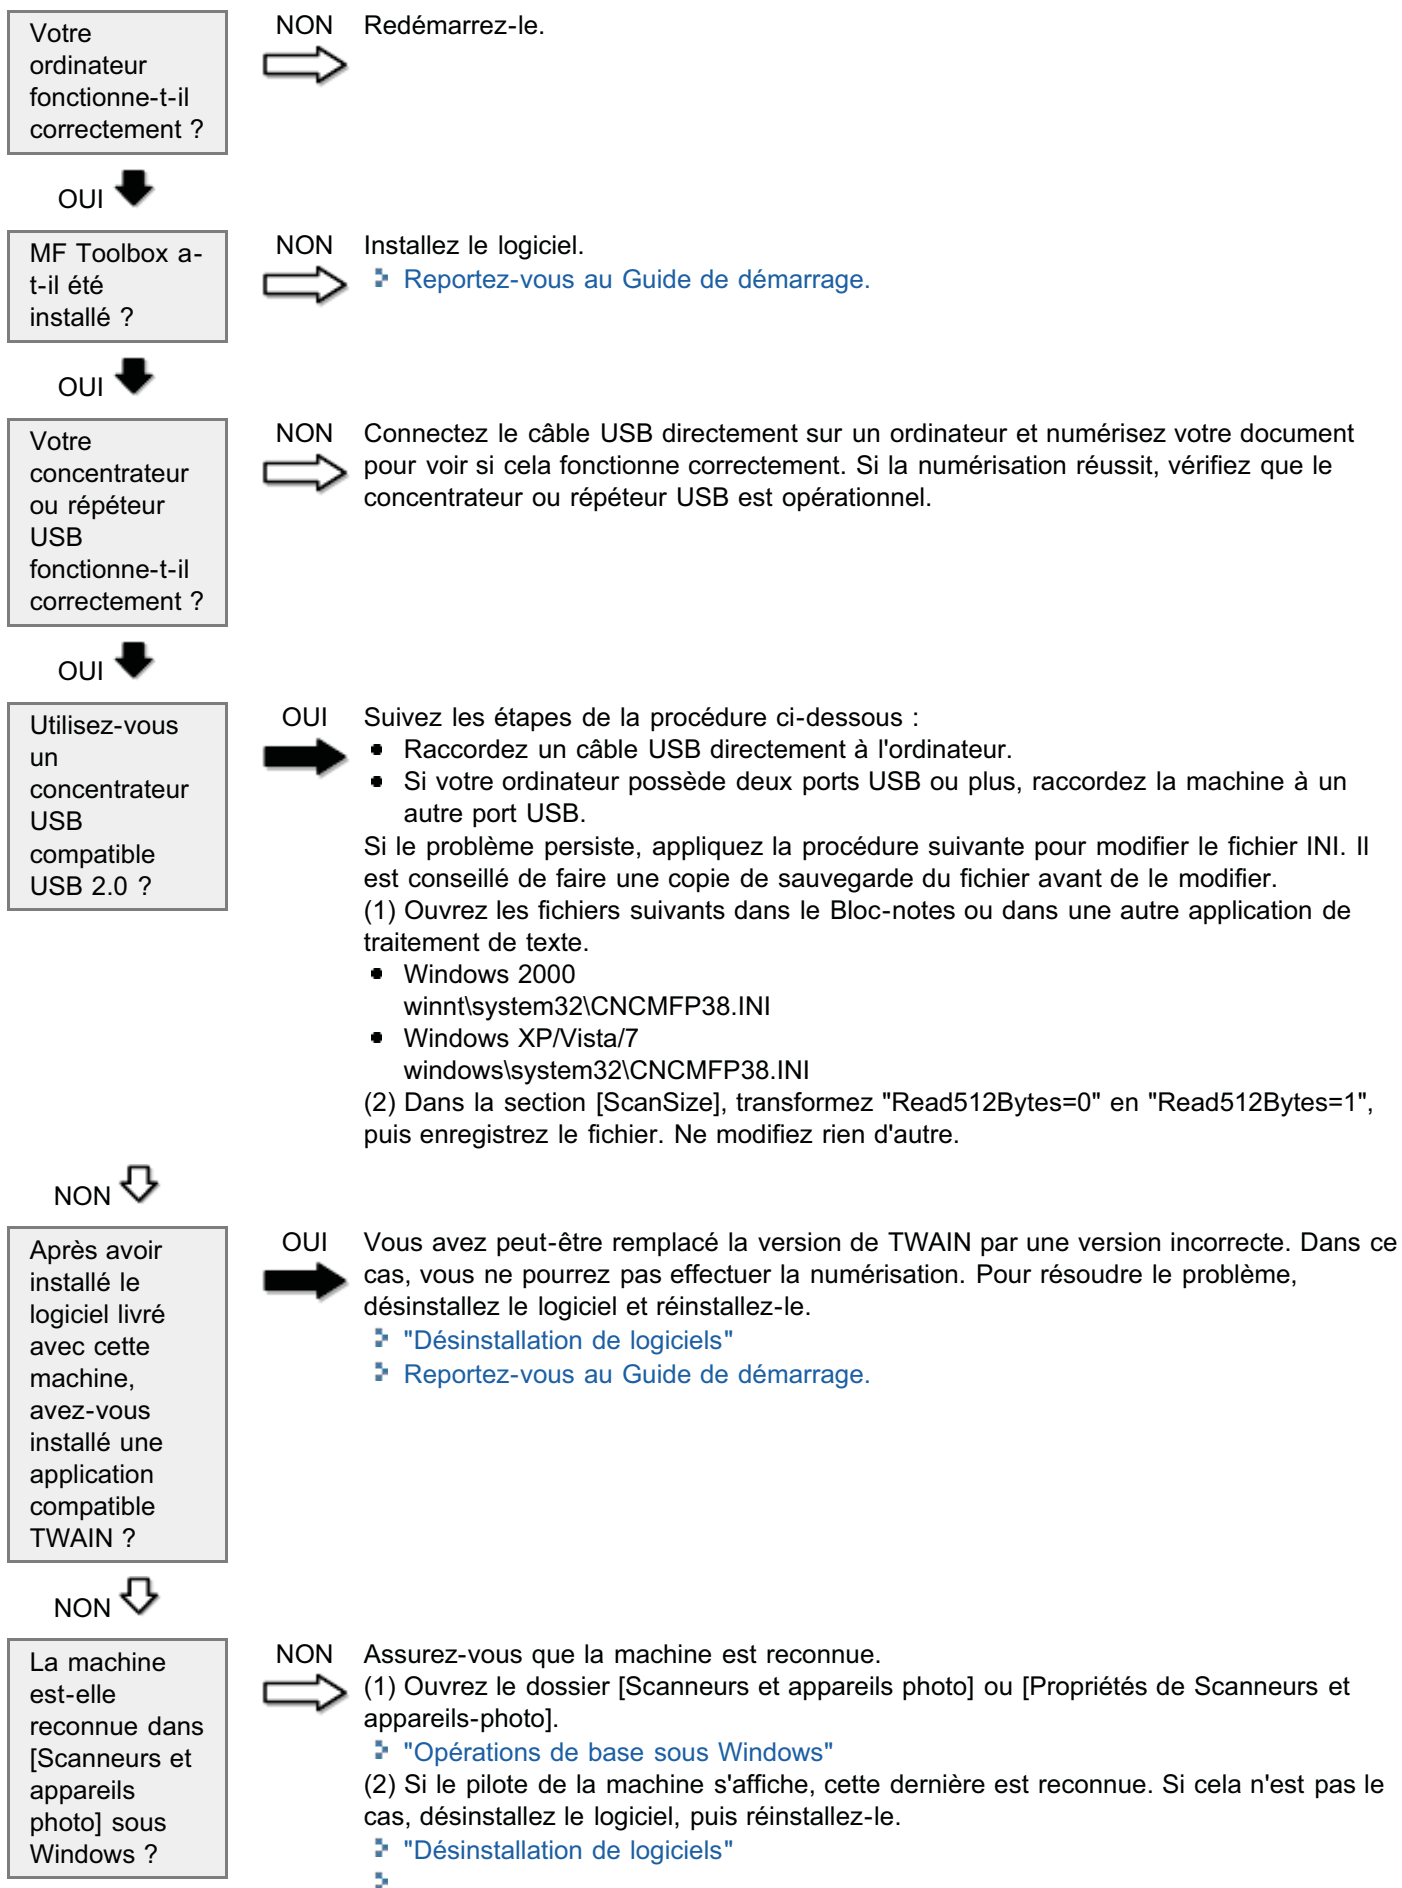 Votre
ordinateur
fonctionne-t-il
correctement ?
NON
Redémarrez-le.
OUI
MF Toolbox a-
t-il été
installé ?
NON
Installez le logiciel.
Reportez-vous au Guide de démarrage.
OUI
Votre
concentrateur
ou répéteur
USB
fonctionne-t-il
correctement ?
NON
Connectez le câble USB directement sur un ordinateur et numérisez votre document
pour voir si cela fonctionne correctement. Si la numérisation réussit, vérifiez que le
concentrateur ou répéteur USB est opérationnel.
OUI
Utilisez-vous
un
concentrateur
USB
compatible
USB 2.0 ?
OUI
Suivez les étapes de la procédure ci-dessous :
Raccordez un câble USB directement à l'ordinateur.
Si votre ordinateur possède deux ports USB ou plus, raccordez la machine à un
autre port USB.
Si le problème persiste, appliquez la procédure suivante pour modifier le fichier INI. Il
est conseillé de faire une copie de sauvegarde du fichier avant de le modifier.
(1) Ouvrez les fichiers suivants dans le Bloc-notes ou dans une autre application de
traitement de texte.
Windows 2000
winnt\system32\CNCMFP38.INI
Windows XP/Vista/7
windows\system32\CNCMFP38.INI
(2) Dans la section [ScanSize], transformez "Read512Bytes=0" en "Read512Bytes=1",
puis enregistrez le fichier. Ne modifiez rien d'autre.
NON
Après avoir
installé le
logiciel livré
avec cette
machine,
avez-vous
installé une
application
compatible
TWAIN ?
OUI
Vous avez peut-être remplacé la version de TWAIN par une version incorrecte. Dans ce
cas, vous ne pourrez pas effectuer la numérisation. Pour résoudre le problème,
désinstallez le logiciel et réinstallez-le.
"Désinstallation de logiciels"
Reportez-vous au Guide de démarrage.
NON
La machine
est-elle
reconnue dans
[Scanneurs et
appareils
photo] sous
Windows ?
NON
Assurez-vous que la machine est reconnue.
(1) Ouvrez le dossier [Scanneurs et appareils photo] ou [Propriétés de Scanneurs et
appareils-photo].
"Opérations de base sous Windows"
(2) Si le pilote de la machine s'affiche, cette dernière est reconnue. Si cela n'est pas le
cas, désinstallez le logiciel, puis réinstallez-le.
"Désinstallation de logiciels"